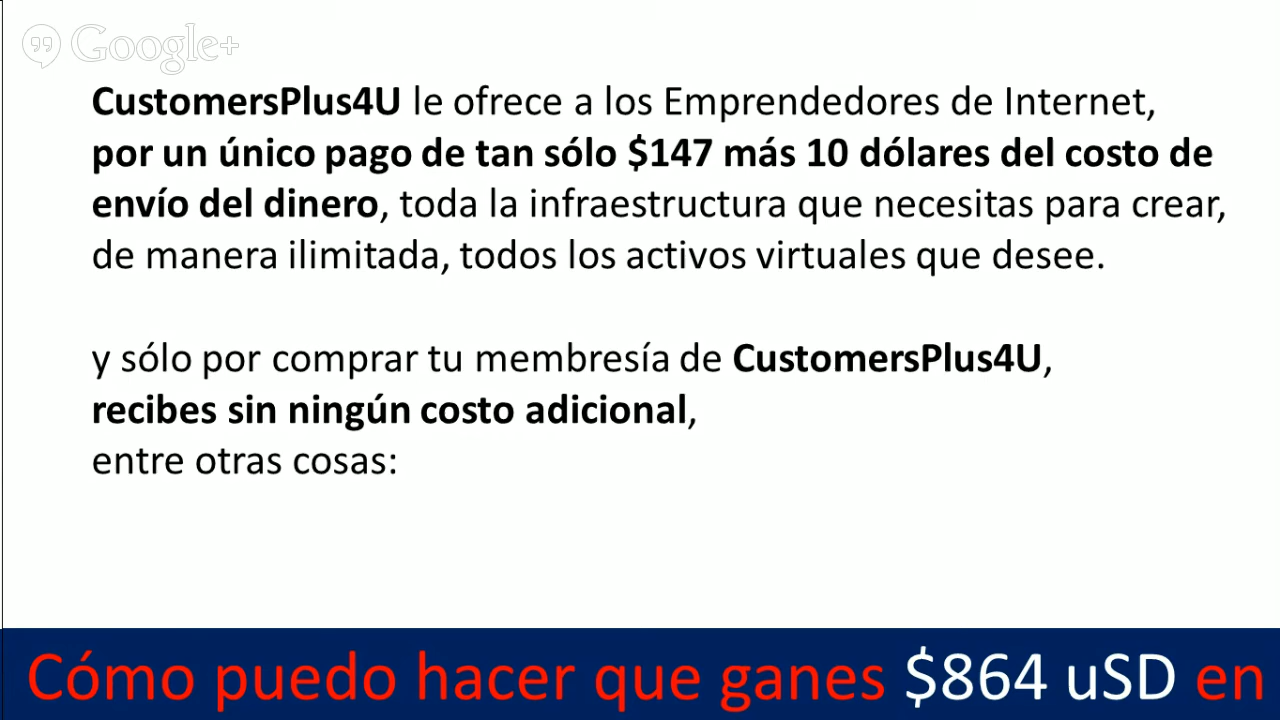 Google+
CustomersPlus4U le ofrece a los Emprendedores de Internet,
por un único pago de tan sólo $147 más 10 dólares del costo de
envío del dinero, toda la infraestructura que necesitas para crear,
de manera ilimitada, todos los activos virtuales que desee.
y sólo por comprar tu membresía de CustomersPlus4U,
recibes sin ningún costo adicional,
entre otras cosas:
Cómo puedo hacer que ganes $864 uSD en